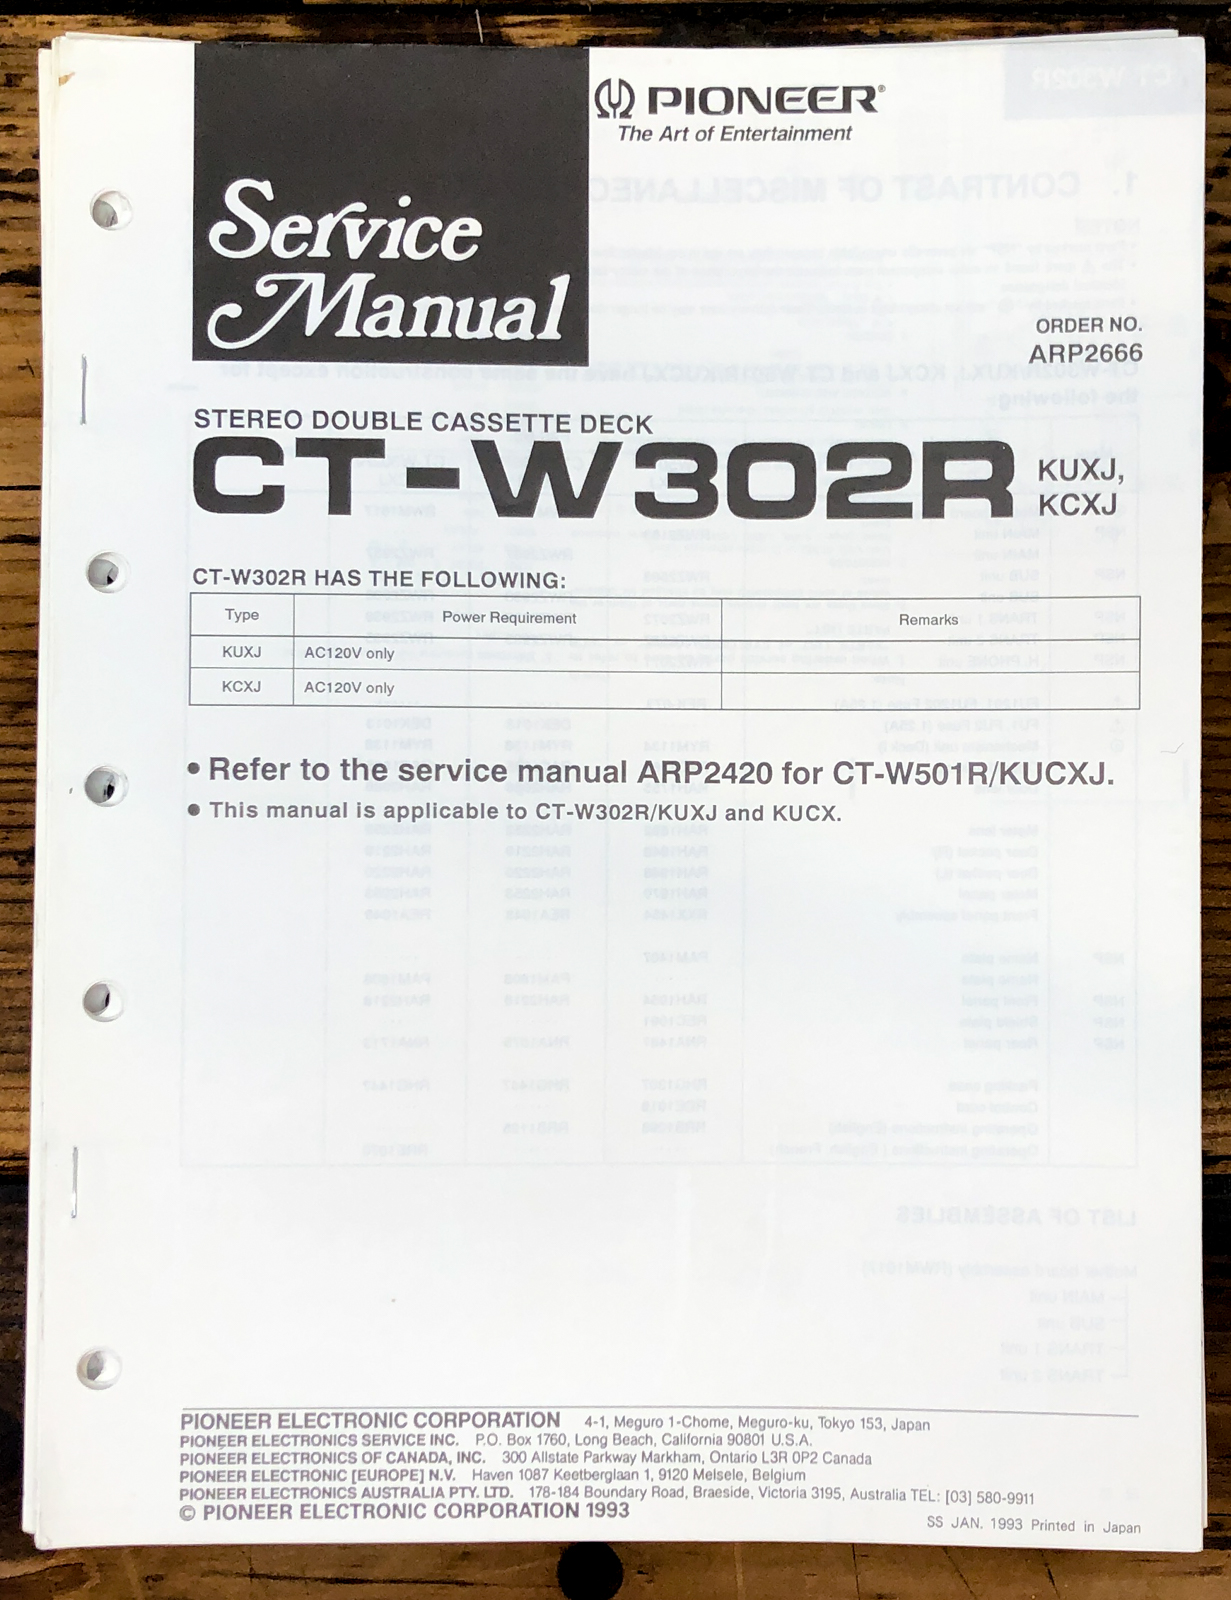 PIONEER®
The Art of Entertainment
Service
Manual
ORDER NO.
ARP2666
STEREO DOUBLE CASSETTE DECK
CT-W302R KUXJ,
KCXJ
CT-W302R HAS THE FOLLOWING:
Type Power Requirement Remarks
KUXJ AC120V only
KCXJ AC120V only
• Refer to the service manual ARP2420 for CT-W501R/KUCXJ.
• This manual is applicable to CT-W302R/KUXJ and KUCX.
PIONEER ELECTRONIC CORPORATION 4-1, Meguro 1-Chome, Meguro-ku, Tokyo 153, Japan
PIONEER ELECTRONICS SERVICE INC. P.O. Box 1760, Long Beach, California 90801 U.S.A.
PIONEER ELECTRONICS OF CANADA, INC. 300 Allstate Parkway Markham, Ontario L3R 0P2 Canada
PIONEER ELECTRONIC [EUROPE] N.V. Haven 1087 Keetberglaan 1, 9120 Melsele, Belgium
PIONEER ELECTRONICS AUSTRALIA PTY. LTD. 178-184 Boundary Road, Braeside, Victoria 3195, Australia TEL: [03] 580-9911
© PIONEER ELECTRONIC CORPORATION 1993
SS JAN. 1993 Printed in Japan